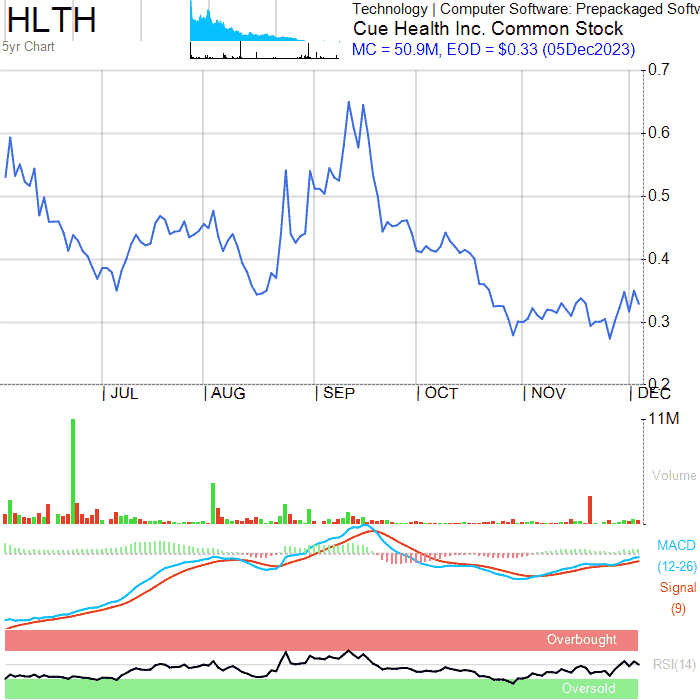 HLTH
5yr Chart
Technology | Computer Software: Prepackaged Softw
Cue Health Inc. Common Stock
MC = 50.9M, EOD = $0.33 (05Dec2023)
0.7
0.6
0.5
0.4
0.3
0.2
| JUL | AUG | SEP | OCT | NOV | DEC
11M
Volume
MACD
(12-26)
Signal
(9)
Overbought
RSI(14)
Oversold